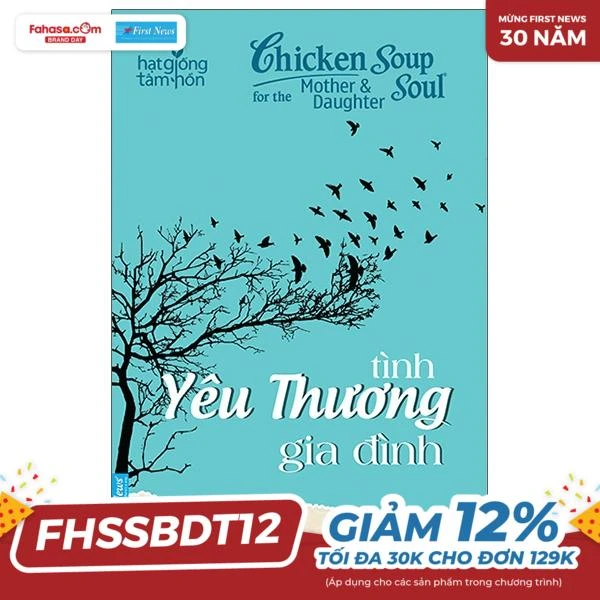 Fahasa.com
BRAND DAY
First News
MỪNG FIRST NEWS
30 NĂM
hạt giống
tâm hồn
Chicken Soup
for the Mother & Daughter Soul®
tình
Yêu Thương
gia đình
News
FHSSBDT12
GIẢM 12%
TỐI ĐA 30K CHO ĐƠN 129K
(Áp dụng cho các sản phẩm trong chương trình)